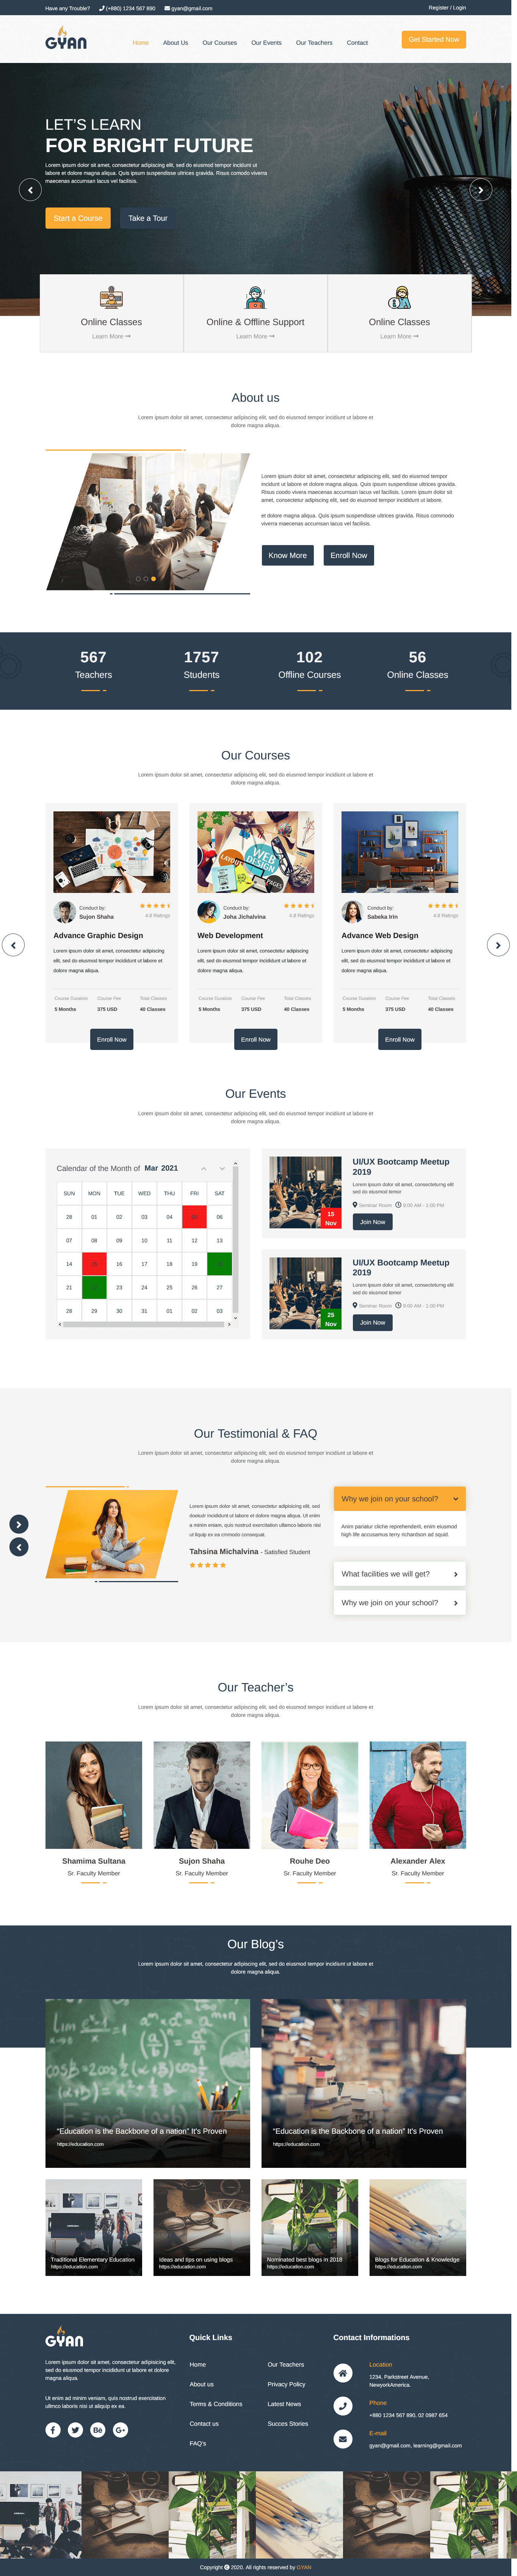 Have any Trouble? (+880) 1234 567 890 gyan@gmail.com Register / Login
GYAN
Home About Us Our Courses Our Events Our Teachers Contact
Get Started Now
LET'S LEARN
FOR BRIGHT FUTURE
Lorem ipsum dolor sit amet, consectetur adipiscing elit, sed do eiusmod tempor incididunt ut
labore et dolore magna aliqua. Quis ipsum suspendisse ultrices gravida. Risus comodo viverra
maecenas accumsan lacus vel facilisis.
Start a Course Take a Tour
Online Classes Online & Offline Support Online Classes
Learn More Learn More Learn More
About us
Lorem ipsum dolor sit amet, consectetur adipiscing elit, sed do eiusmod tempor incidunt ut labore et
dolore magna aliqua.
Lorem ipsum dolor sit amet, consectetur adipiscing elit, sed do eiusmod tempor
incidunt ut labore et dolore magna aliqua. Quis ipsum suspendisse ultrices gravida.
Risus coodo viverra maecenas accumsan lacus vel facilisis. Lorem ipsum dolor sit
amet, consectetur adipiscing elit, sed do eiusmod tempor incididunt ut labore.
et dolore magna aliqua. Quis ipsum suspendisse ultrices gravida. Risus commodo
viverra maecenas accumsan lacus vel facilisis.
Know More Enroll Now
567 1757 102 56
Teachers Students Offline Courses Online Classes
Our Courses
Lorem ipsum dolor sit amet, consectetur adipiscing elit, sed do eiusmod tempor incididunt ut labore et
dolore magna aliqua.
LAYOUT WEB DESIGN PAGES
Conduct by: Conduct by: Conduct by:
Sujon Shaha Joha Jichalvina Sabeka Irin
4.8 Ratings 4.8 Ratings 4.8 Ratings
Advance Graphic Design Web Development Advance Web Design
Lorem ipsum dolor sit amet, consectetur adipiscing
elit, sed do eiusmod tempor incididunt ut labore et
dolore magna aliqua.
Lorem ipsum dolor sit amet, consectetur adipiscing
elit, sed do eiusmod tempor incididunt ut labore et
dolore magna aliqua.
Lorem ipsum dolor sit amet, consectetur adipiscing
elit, sed do eiusmod tempor incididunt ut labore et
dolore magna aliqua.
Course Duration Course Fee Total Classes Course Duration Course Fee Total Classes Course Duration Course Fee Total Classes
5 Months 375 USD 40 Classes 5 Months 375 USD 40 Classes 5 Months 375 USD 40 Classes
Enroll Now Enroll Now Enroll Now
Our Events
Lorem ipsum dolor sit amet, consectetur adipiscing elit, sed do eiusmod tempor incididunt ut labore et
dolore magna aliqua.
Calendar of the Month of Mar 2021
SUN MON TUE WED THU FRI SAT
28 01 02 03 04 06
07 08 09 10 11 12 13
14 16 17 18 19
21 23 24 25 26 27
28 29 30 31 01 02 03
UI/UX Bootcamp Meetup
2019
Lorem ipsum dolor sit amet, consecteturng elit
sed do eiusmod temor
Seminar Room 9:00 AM - 1:00 PM
15
Nov
Join Now
UI/UX Bootcamp Meetup
2019
Lorem ipsum dolor sit amet, consecteturng elit
sed do eiusmod temor
Seminar Room 9:00 AM - 1:00 PM
25
Nov
Join Now
Our Testimonial & FAQ
Lorem ipsum dolor sit amet, consectetur adipiscing elit, sed do eiusmod tempor incididunt ut labore et
dolore magna aliqua.
Lorem ipsum dolor sit amet, consectetur adipiscing elit, sed
doeiudr incididunt ut labore et dolore magna aliqua. Ut enim
a minim eniam, quis nostrud exercitation ullamco laboris nisi
ut liquip ex ea commodo consequat.
Tahsina Michalvina - Satisfied Student
Why we join on your school?
Anim pariatur cliche reprehenderit, enim eiusmod
high life accusamus terry richardson ad squid.
What facilities we will get?
Why we join on your school?
Our Teacher's
Lorem ipsum dolor sit amet, consectetur adipiscing elit, sed do eiusmod tempor incididunt ut labore et
dolore magna aliqua.
Shamima Sultana Sujon Shaha Rouhe Deo Alexander Alex
Sr. Faculty Member Sr. Faculty Member Sr. Faculty Member Sr. Faculty Member
Our Blog's
Lorem ipsum dolor sit amet, consectetur adipiscing elit, sed do eiusmod tempor incididunt ut labore et
dolore magna aliqua.
"Education is the Backbone of a nation" It's Proven "Education is the Backbone of a nation" It's Proven
https://education.com https://education.com
Traditional Elementary Education Ideas and tips on using blogs Nominated best blogs in 2018 Blogs for Education & Knowledge
https://education.com https://education.com https://education.com https://education.com
GYAN
Lorem ipsum dolor sit amet, consectetur adipiscing elit,
sed do eiusmod tempor incididunt ut labore et dolore
magna aliqua.
Ut enim ad minim veniam, quis nostrud exercitation
ullmco laboris nisi ut aliquip ex ea.
Quick Links
Home Our Teachers
About us Privacy Policy
Terms & Conditions Latest News
Contact us Succes Stories
FAQ's
Contact Informations
Location
1234, Parkstreet Avenue,
NewyorkAmerica.
Phone
+880 1234 567 890, 02 0987 654
E-mail
gyan@gmail.com, learning@gmail.com
Copyright © 2020. All rights reserved by GYAN